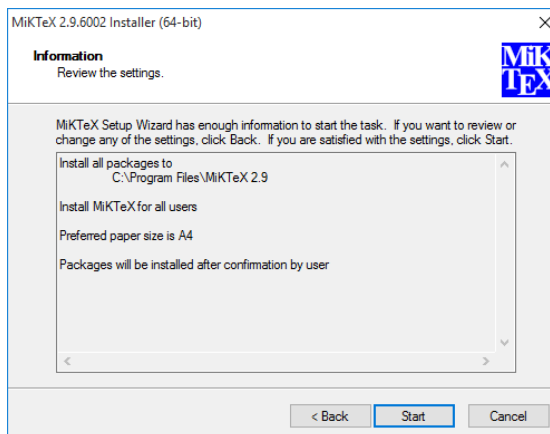 MiKTeX 2.9.6002 Installer (64-bit)
Information
Review the settings.
MiK
TEX
MiKTeX Setup Wizard has enough information to start the task. If you want to review or
change any of the settings, click Back. If you are satisfied with the settings, click Start.
Install all packages to
C:\Program Files\MiKTeX 2.9
Install MiKTeX for all users
Preferred paper size is A4
Packages will be installed after confirmation by user
< Back
Start
Cancel